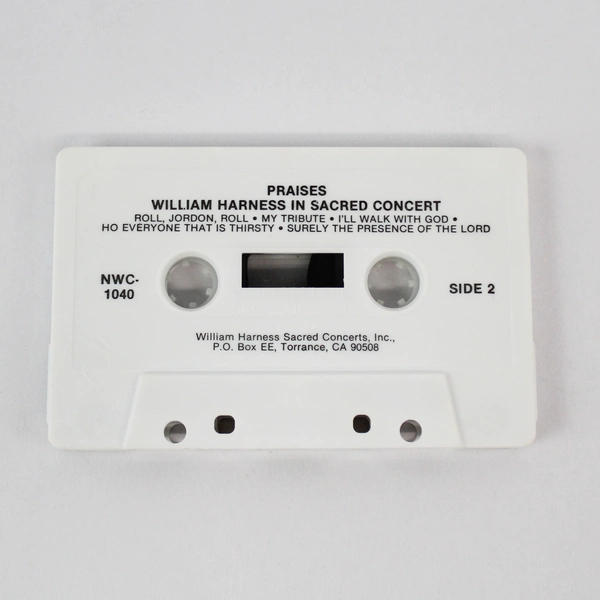 PRAISES
WILLIAM HARNESS IN SACRED CONCERT
ROLL, JORDON, ROLL • MY TRIBUTE • I'LL WALK WITH GOD •
HO EVERYONE THAT IS THIRSTY • SURELY THE PRESENCE OF THE LORD
NWC-
1040
SIDE 2
William Harness Sacred Concerts, Inc.,
P.O. Box EE, Torrance, CA 90508